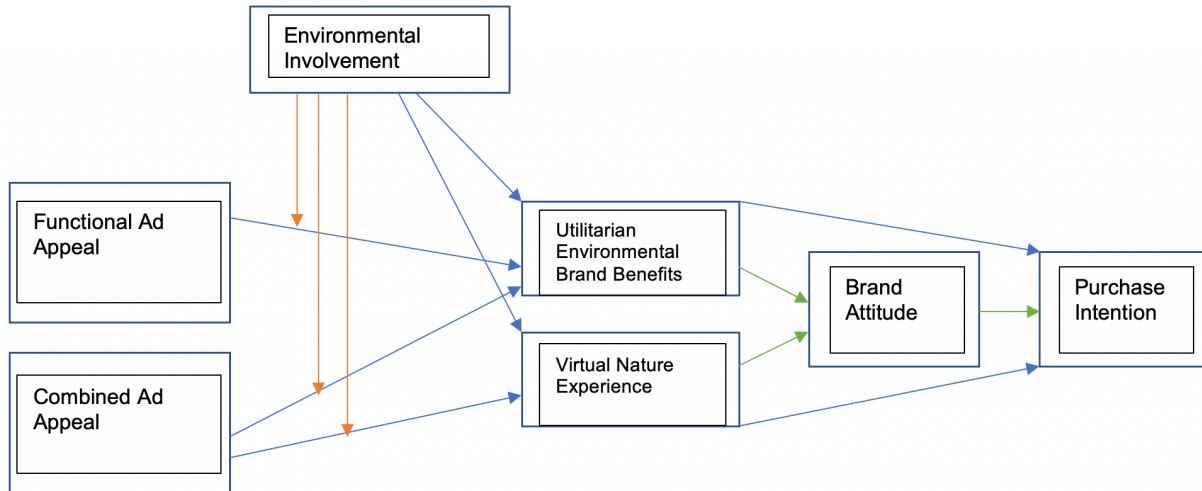 Environmental
Involvement
Functional Ad
Appeal
Utilitarian
Environmental
Brand Benefits
Brand
Attitude
Purchase
Intention
Virtual Nature
Experience
Combined Ad
Appeal